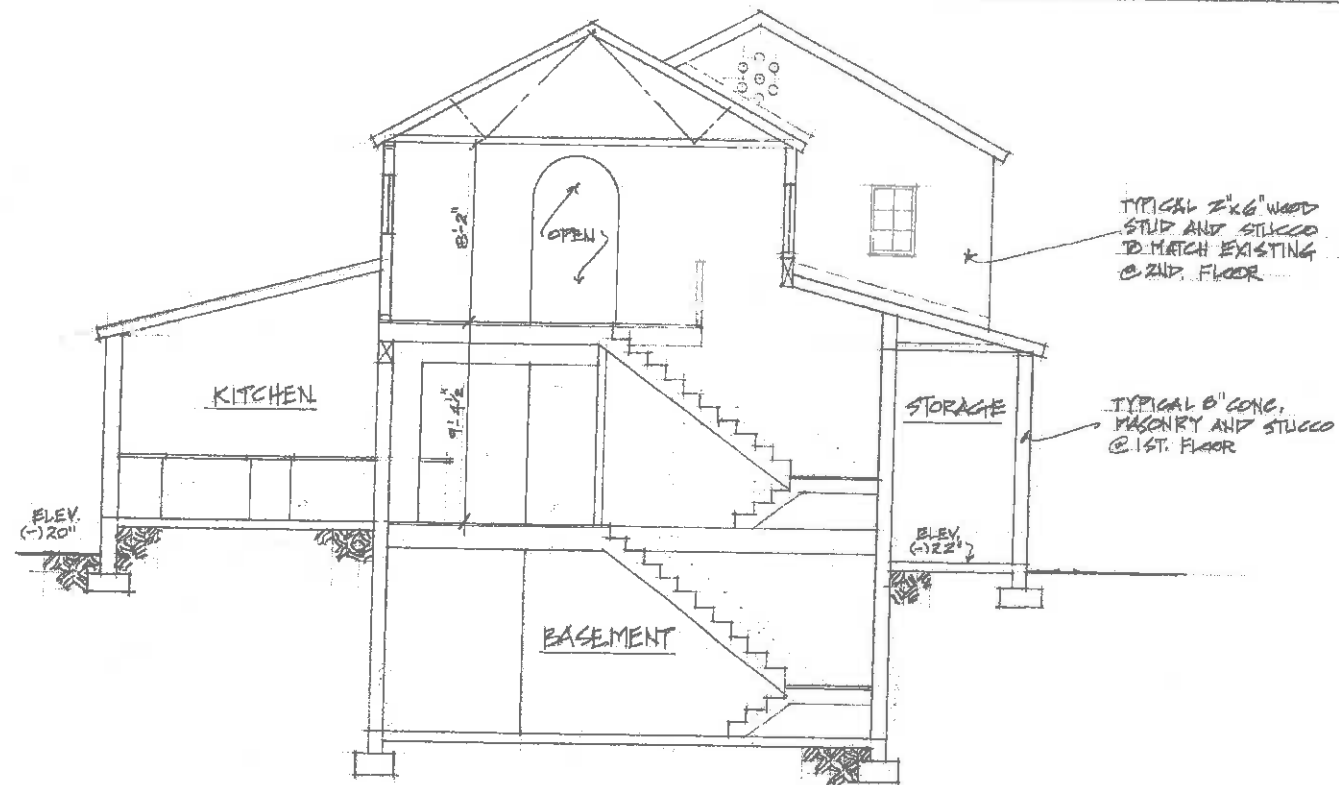 8'-2"
OPEN
TYPICAL 2"x6" WOOD
STUD AND STUCCO
TO MATCH EXISTING
@ 2ND. FLOOR
KITCHEN
9'-4½"
STORAGE
TYPICAL 8" CONC.
MASONRY AND STUCCO
@ 1ST. FLOOR
ELEV.
(-)20"
ELEV.
(-)22"
BASEMENT